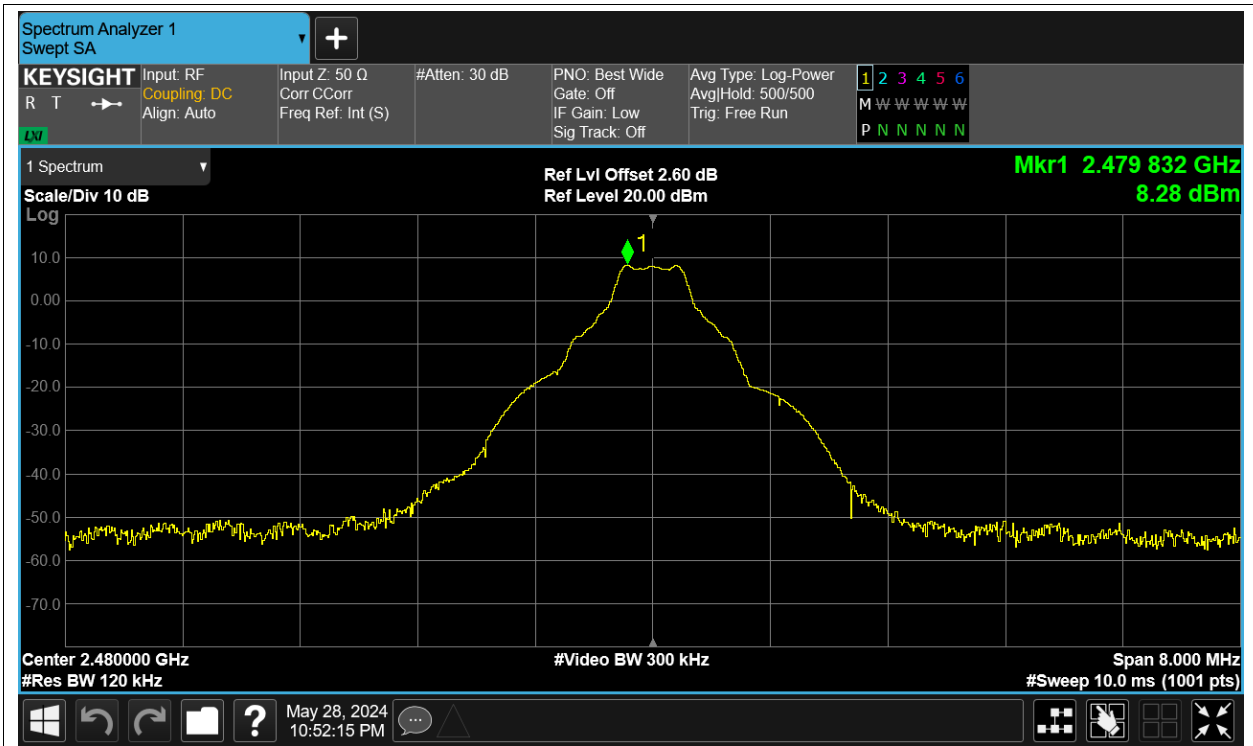 Spectrum Analyzer 1
Swept SA
KEYSIGHT
R T
LXI
Input: RF
Coupling: DC
Align: Auto
Input Z: 50 Ω
Corr CCorr
Freq Ref: Int (S)
#Atten: 30 dB
PNO: Best Wide
Gate: Off
IF Gain: Low
Sig Track: Off
Avg Type: Log-Power
Avg|Hold: 500/500
Trig: Free Run
1 2 3 4 5 6
M W W W W W
P N N N N N
1 Spectrum
Scale/Div 10 dB
Log
Ref Lvl Offset 2.60 dB
Ref Level 20.00 dBm
Mkr1 2.479 832 GHz
8.28 dBm
1
10.0
0.00
-10.0
-20.0
-30.0
-40.0
-50.0
-60.0
-70.0
Center 2.480000 GHz
#Video BW 300 kHz
Span 8.000 MHz
#Res BW 120 kHz
#Sweep 10.0 ms (1001 pts)
?
May 28, 2024
10:52:15 PM